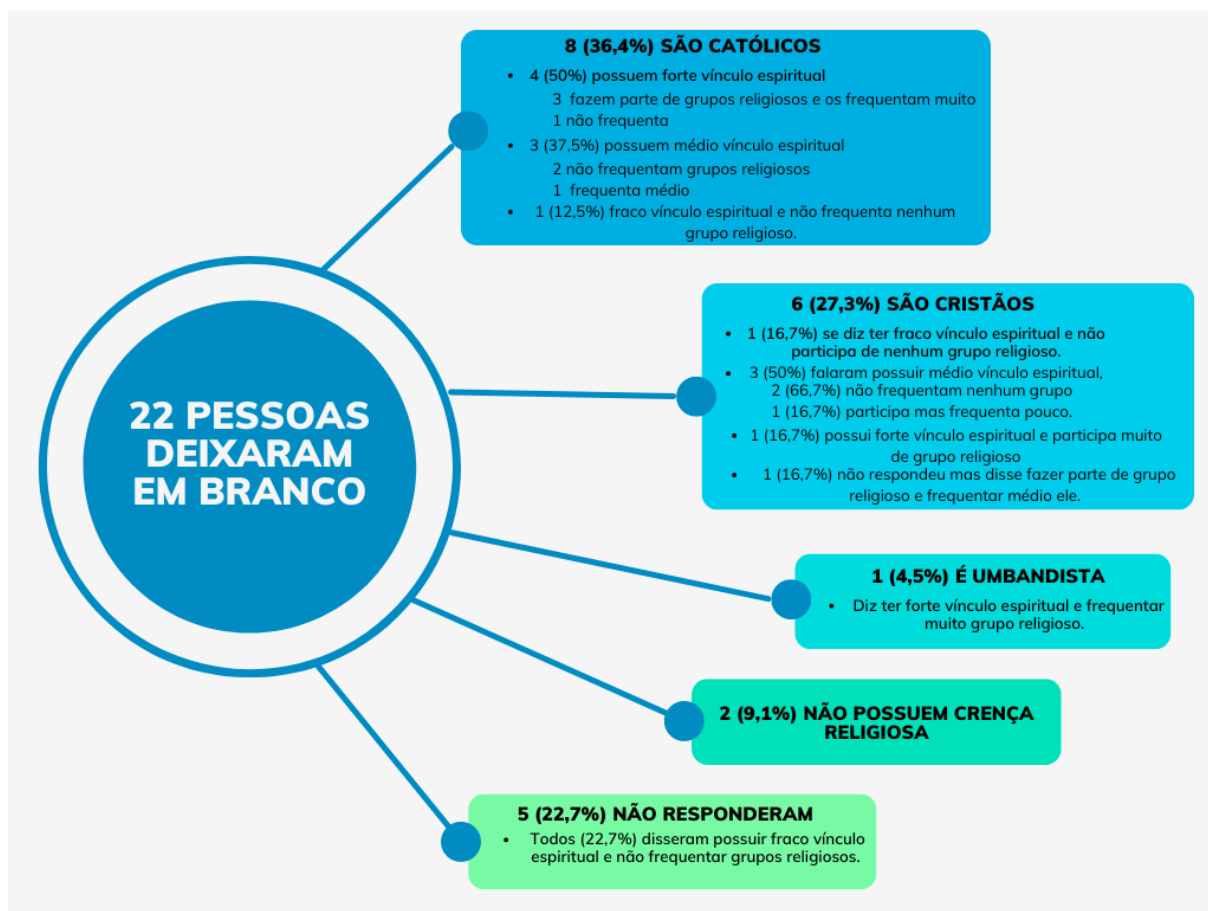 8 (36,4%) SÃO CATÓLICOS
• 4 (50%) possuem forte vínculo espiritual
3 fazem parte de grupos religiosos e os frequentam muito
1 não frequenta
• 3 (37,5%) possuem médio vínculo espiritual
2 não frequentam grupos religiosos
1 frequenta médio
• 1 (12,5%) fraco vínculo espiritual e não frequenta nenhum
grupo religioso.
6 (27,3%) SÃO CRISTÃOS
• 1 (16,7%) se diz ter fraco vínculo espiritual e não
participa de nenhum grupo religioso.
• 3 (50%) falaram possuir médio vínculo espiritual,
2 (66,7%) não frequentam nenhum grupo
1 (16,7%) participa mas frequenta pouco.
• 1 (16,7%) possui forte vínculo espiritual e participa muito
de grupo religioso
• 1 (16,7%) não respondeu mas disse fazer parte de grupo
religioso e frequentar médio ele.
22 PESSOAS
DEIXARAM
EM BRANCO
1 (4,5%) É UMBANDISTA
• Diz ter forte vínculo espiritual e frequentar
muito grupo religioso.
2 (9,1%) NÃO POSSUEM CRENÇA
RELIGIOSA
5 (22,7%) NÃO RESPONDERAM
• Todos (22,7%) disseram possuir fraco vínculo
espiritual e não frequentar grupos religiosos.